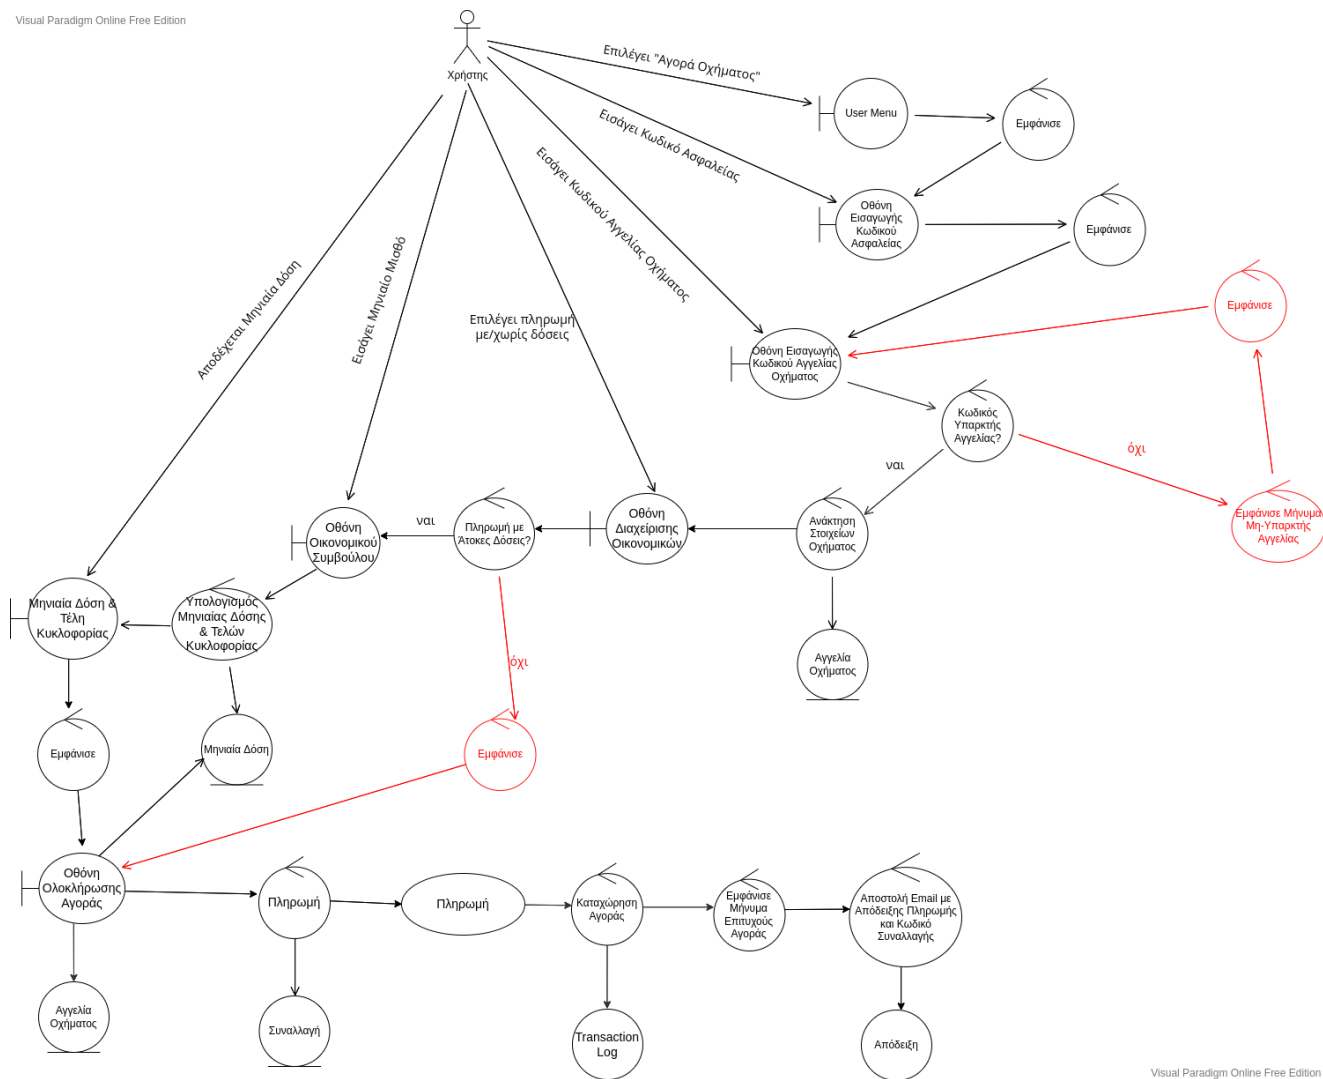 Visual Paradigm Online Free Edition
Χρήστης
Επιλέγει "Αγορά Οχήματος"
User Menu
Εμφάνισε
Εισάγει Κωδικό Ασφαλείας
Εισάγει Κωδικού Αγγελίας Οχήματος
Οθόνη
Εισαγωγής
Κωδικού
Ασφαλείας
Εμφάνισε
Αποδέχεται Μηνιαία Δόση
Εισάγει Μηνιαίο Μισθό
Επιλέγει πληρωμή
με/χωρίς δόσεις
Εμφάνισε
Οθόνη Εισαγωγής
Κωδικού Αγγελίας
Οχήματος
Κωδικός
Υπαρκτής
Αγγελίας?
όχι
ναι
Εμφάνισε Μήνυμα
Μη-Υπαρκτής
Αγγελίας
Ανάκτηση
Στοιχείων
Οχήματος
Οθόνη
Διαχείρισης
Οικονομικών
Πληρωμή με
Άτοκες Δόσεις?
ναι
Οθόνη
Οικονομικού
Συμβούλου
Υπολογισμός
Μηνιαίας Δόσης
& Τελών
Κυκλοφορίας
Μηνιαία Δόση &
Τέλη
Κυκλοφορίας
όχι
Αγγελία
Οχήματος
Εμφάνισε
Μηνιαία Δόση
Εμφάνισε
Οθόνη
Ολοκλήρωσης
Αγοράς
Πληρωμή
Πληρωμή
Καταχώρηση
Αγοράς
Εμφάνισε
Μήνυμα
Επιτυχούς
Αγοράς
Αποστολή Email με
Απόδειξης Πληρωμής
και Κωδικό
Συναλλαγής
Αγγελία
Οχήματος
Συναλλαγή
Transaction
Log
Απόδειξη
Visual Paradigm Online Free Edition